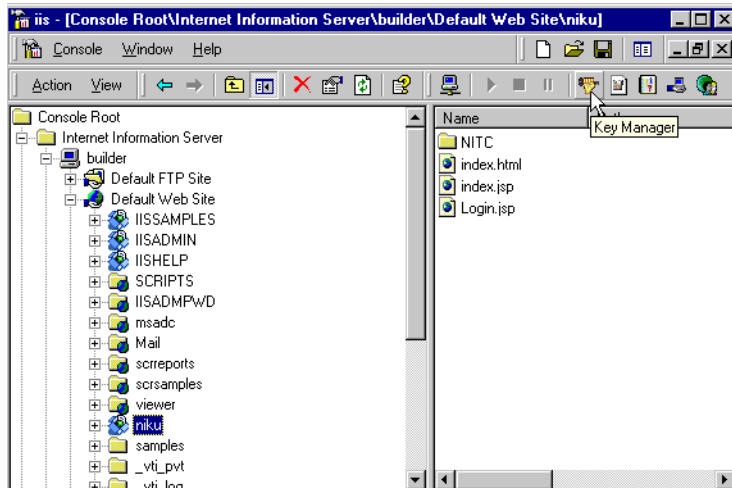 iis - [Console Root\Internet Information Server\builder\Default Web Site\niku]
Console Window Help
Action View
Console Root
Internet Information Server
builder
Default FTP Site
Default Web Site
IISSAMPLES
IISADMIN
IISHELP
SCRIPTS
IISADMPWD
msadc
Mail
scrreports
scrsamples
viewer
niku
samples
_vti_pvt
_vti_log
Name
Key Manager
NITC
index.html
index.jsp
Login.jsp